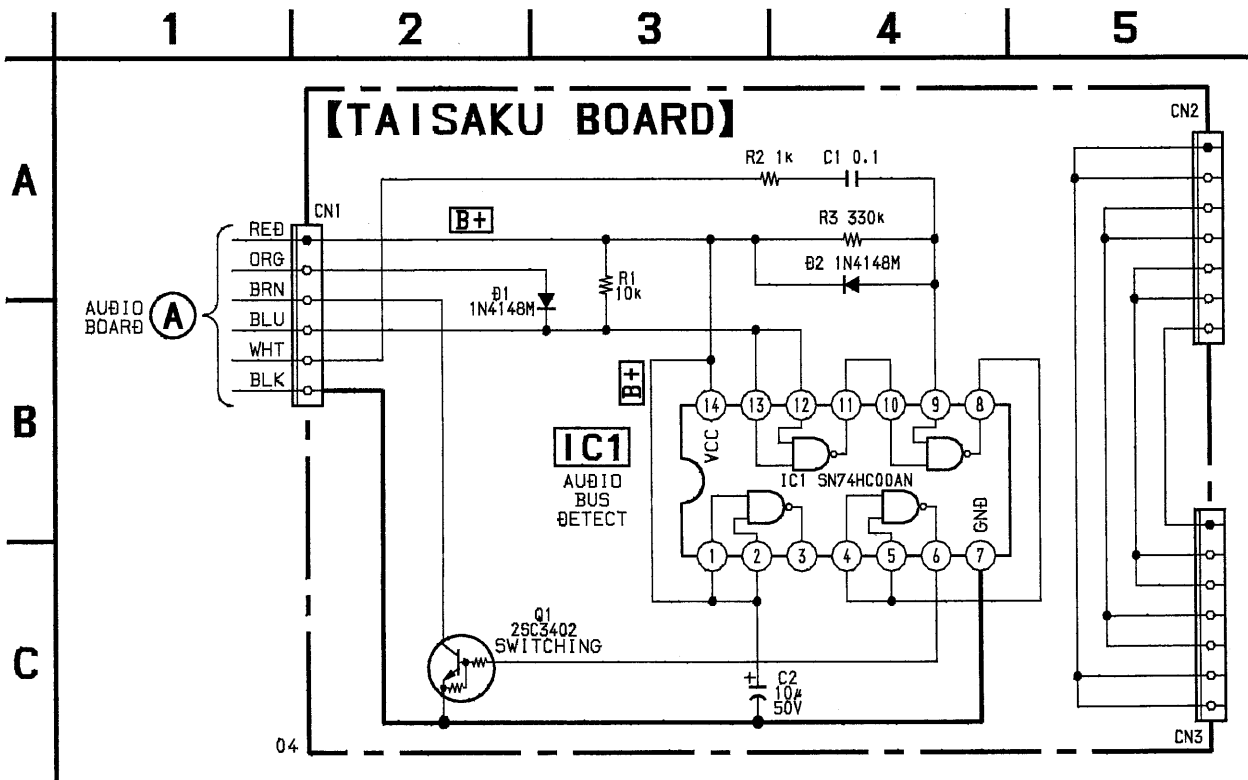 1 2 3 4 5
A
B
C
【TAISAKU BOARD】
CN2
R2 1k C1 0.1
CN1
B+
R3 330k
RED
ORG
BRN
BLU
WHT
BLK
AUDIO
BOARD
A
R1
10k
D2 1N4148M
D1
1N4148M
B+
14 13 12 11 10 9 8
VCC
IC1
AUDIO
BUS
DETECT
IC1 SN74HC00AN
GND
1 2 3 4 5 6 7
Q1
2SC3402
SWITCHING
+
C2
10μ
50V
04
CN3